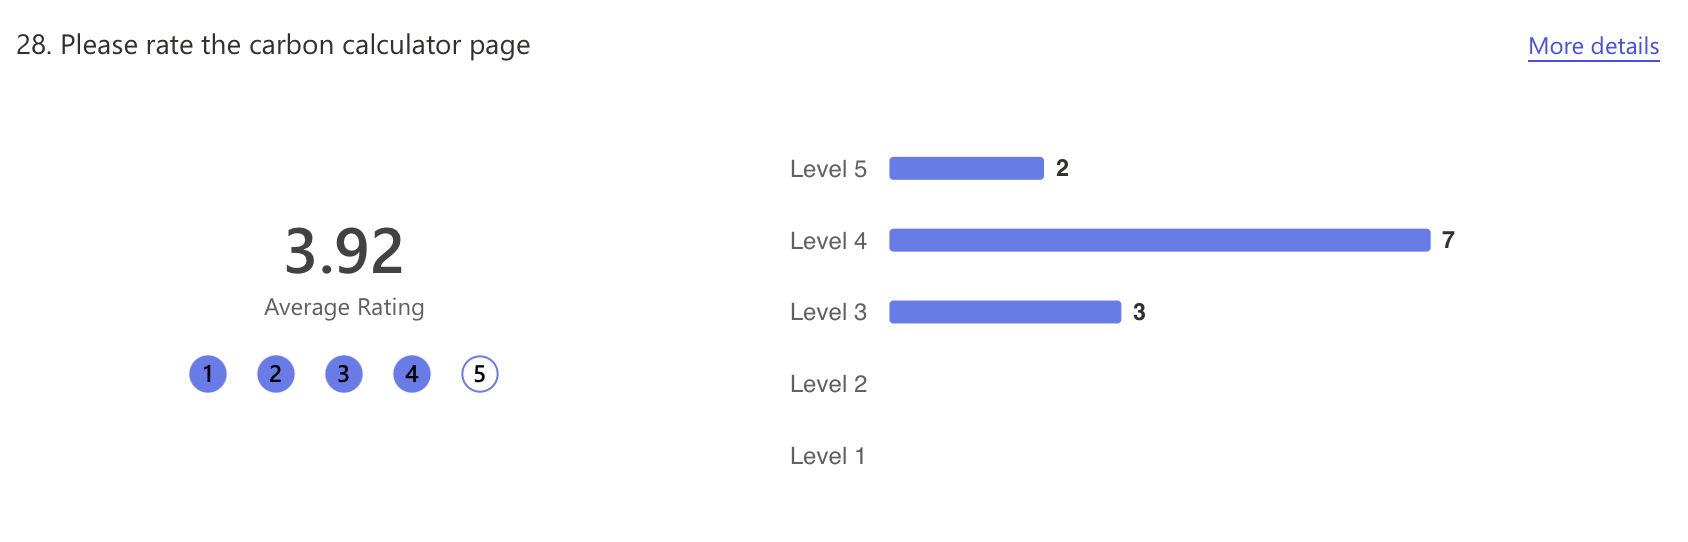 28. Please rate the carbon calculator page
More details
3.92
Average Rating
1 2 3 4 5
Level 5 2
Level 4 7
Level 3 3
Level 2
Level 1